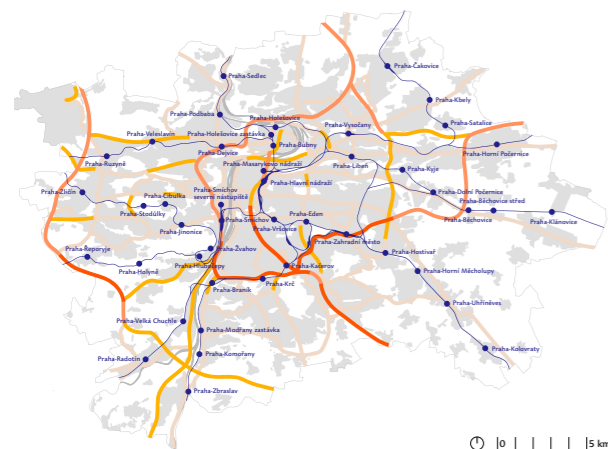 Praha-Čakovice
Praha-Sedlec
Praha-Kbely
Praha-Podbaba
Praha-Satalice
Praha-Holešovice
Praha-Vysočany
Praha-Veleslavín
Praha-Holešovice zastávka
Praha-Bubny
Praha-Horní Počernice
Praha-Dejvice
Praha-Ruzyně
Praha-Masarykovo nádraží
Praha-Libeň
Praha-Kyje
Praha-Hlavní nádraží
Praha-Zličín
Praha-Smíchov
severní nástupiště
Praha-Dolní Počernice
Praha-Cibulka
Praha-Stodůlky
Praha-Běchovice střed
Praha-Běchovice
Praha-Klánovice
Praha-Smíchov
Praha-Eden
Praha-Vršovice
Praha-Jinonice
Praha-Zahradní město
Praha-Žvahov
Praha-Hostivař
Praha-Řeporyje
Praha-Hlubočepy
Praha-Holyně
Praha-Kačerov
Praha-Horní Měcholupy
Praha-Krč
Praha-Braník
Praha-Uhříněves
Praha-Velká Chuchle
Praha-Modřany zastávka
Praha-Kolovraty
Praha-Komořany
Praha-Radotín
Praha-Zbraslav
0 5 km